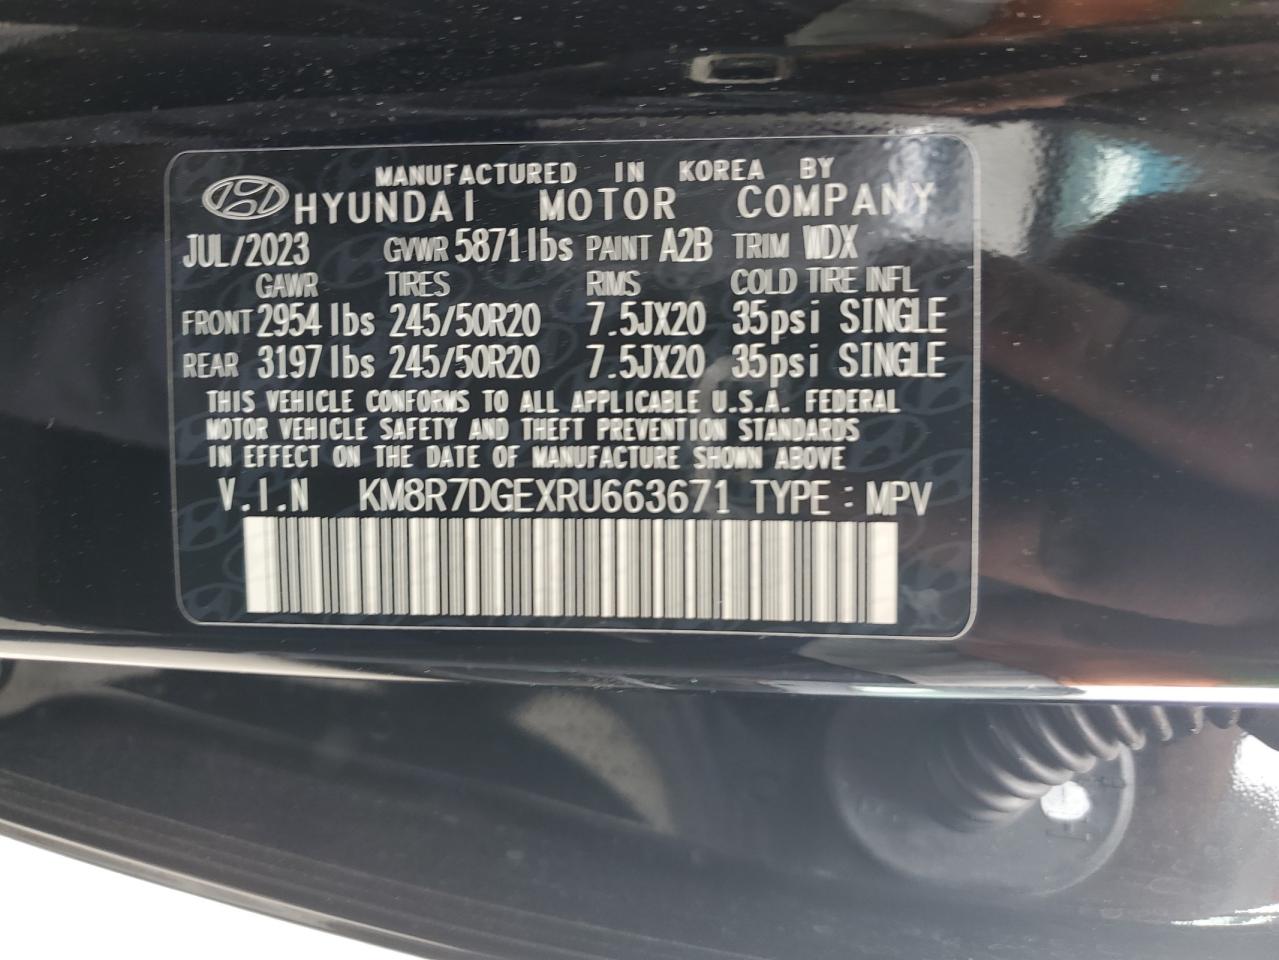 MANUFACTURED IN KOREA BY
HYUNDAI MOTOR COMPANY
JUL/2023 GVWR 5871lbs PAINT A2B TRIM WDX
GAWR TIRES RMS COLD TIRE INFL
FRONT 2954 lbs 245/50R20 7.5JX20 35psi SINGLE
REAR 3197 lbs 245/50R20 7.5JX20 35psi SINGLE
THIS VEHICLE CONFORMS TO ALL APPLICABLE U.S.A. FEDERAL
MOTOR VEHICLE SAFETY AND THEFT PREVENTION STANDARDS
IN EFFECT ON THE DATE OF MANUFACTURE SHOWN ABOVE
V.I.N KM8R7DGEXRU663671 TYPE : MPV